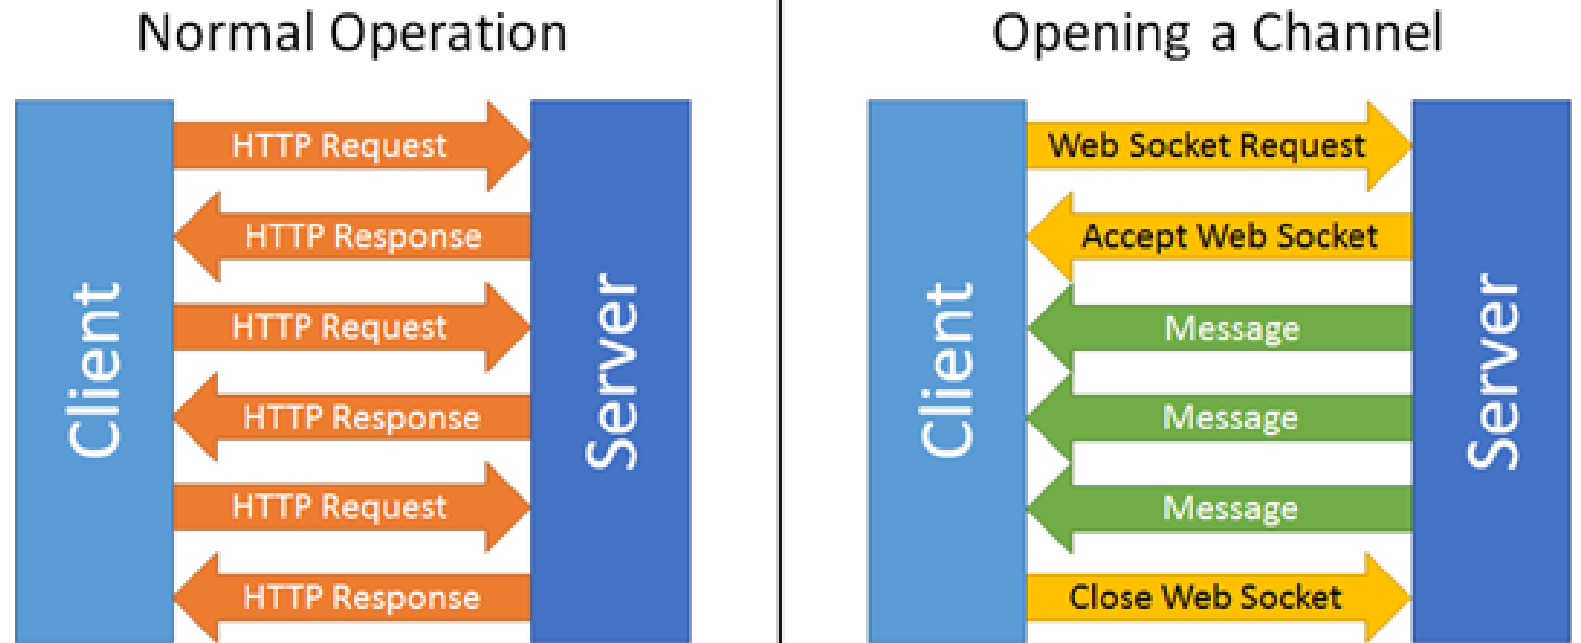 Normal Operation
Client
HTTP Request
HTTP Response
HTTP Request
HTTP Response
HTTP Request
HTTP Response
Server
Opening a Channel
Client
Web Socket Request
Accept Web Socket
Message
Message
Message
Close Web Socket
Server